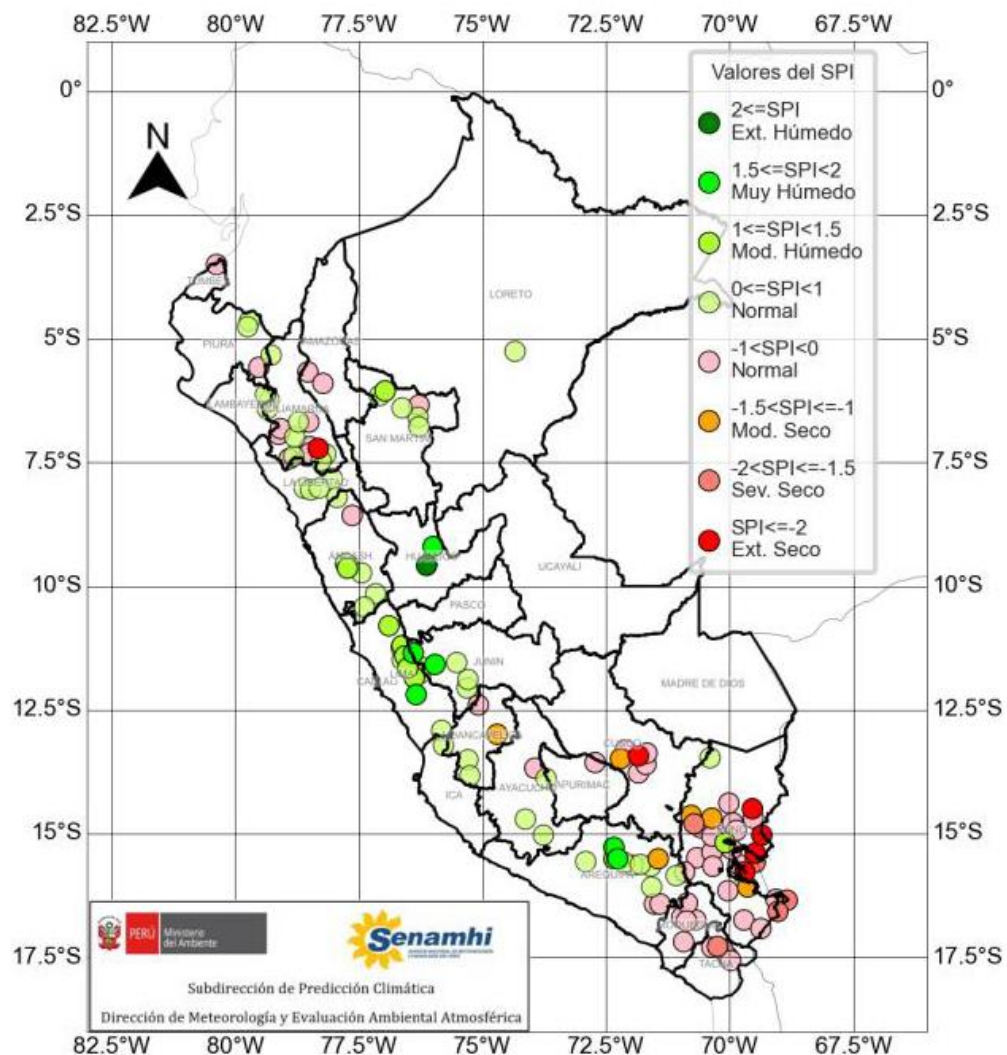 82.5°W 80°W 77.5°W 75°W 72.5°W 70°W 67.5°W
Valores del SPI
0°
0°
2<=SPI
Ext. Húmedo
N
1.5<=SPI<2
Muy Húmedo
2.5°S
2.5°S
1<=SPI<1.5
Mod. Húmedo
TUMBES
LORETO
0<=SPI<1
Normal
5°S
5°S
PIURA
AMAZONAS
-1<SPI<0
Normal
LAMBAYEQUE
CAJAMARCA
-1.5<SPI<=-1
Mod. Seco
SAN MARTIN
7.5°S
7.5°S
-2<SPI<=-1.5
Sev. Seco
LA LIBERTAD
SPI<=-2
Ext. Seco
ANCASH
HUANUCO
UCAYALI
10°S
10°S
PASCO
JUNIN
LIMA
CALLAO
MADRE DE DIOS
12.5°S
12.5°S
HUANCAVELICA
CUSCO
ICA
AYACUCHO
APURIMAC
15°S
15°S
PUNO
AREQUIPA
MOQUEGUA
PERÚ
Ministerio
del Ambiente
Senamhi
17.5°S
17.5°S
TACNA
Subdirección de Predicción Climática
Dirección de Meteorología y Evaluación Ambiental Atmosférica
82.5°W 80°W 77.5°W 75°W 72.5°W 70°W 67.5°W